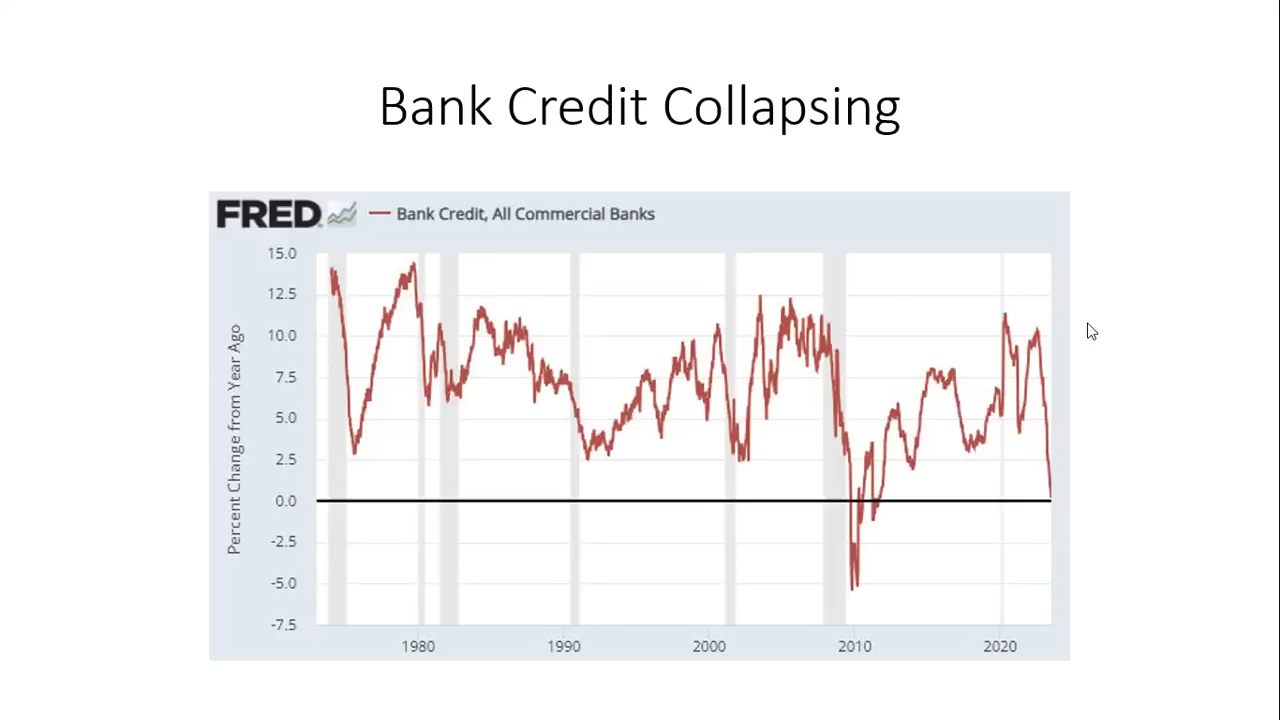 Bank Credit Collapsing
FRED Bank Credit, All Commercial Banks
Percent Change from Year Ago
15.0
12.5
10.0
7.5
5.0
2.5
0.0
-2.5
-5.0
-7.5
1980 1990 2000 2010 2020